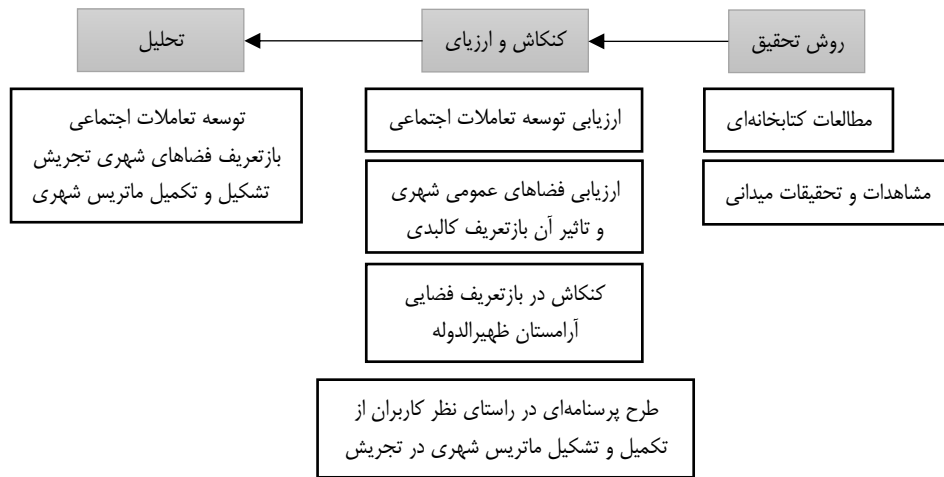 روش تحقیق
کنکاش و ارزیای
تحلیل
مطالعات کتابخانه‌ای
مشاهدات و تحقیقات میدانی
ارزیابی توسعه تعاملات اجتماعی
ارزیابی فضاهای عمومی شهری
و تاثیر آن بازتعریف کالبدی
کنکاش در بازتعریف فضایی
آرامستان ظهیرالدوله
طرح پرسنامه‌ای در راستای نظر کاربران از
تکمیل و تشکیل ماتریس شهری در تجریش
توسعه تعاملات اجتماعی
بازتعریف فضاهای شهری تجریش
تشکیل و تکمیل ماتریس شهری